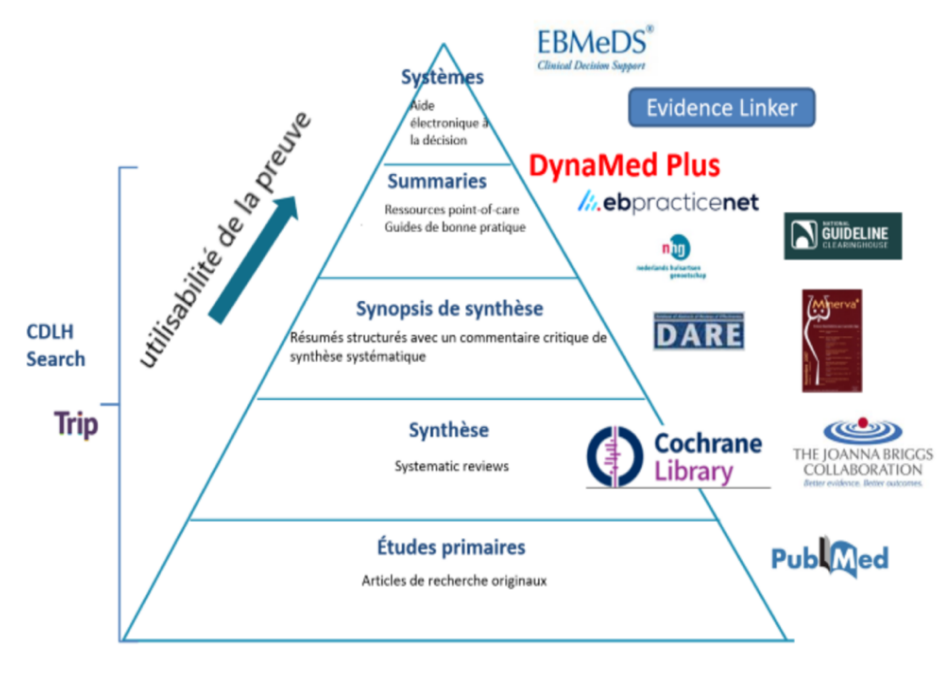 EBMeDS®
Clinical Decision Support
Systèmes
Aide
électronique à
la décision
Evidence Linker
utilisabilité de la preuve
DynaMed Plus
Summaries
Ressources point-of-care
Guides de bonne pratique
ebpracticenet
NATIONAL
GUIDELINE
CLEARINGHOUSE
nhg
nederlands huisartsen
genootschap
Synopsis de synthèse
Résumés structurés avec un commentaire critique de
synthèse systématique
DARE
Minerva
CDLH
Search
Trip
Synthèse
Systematic reviews
Cochrane
Library
THE JOANNA BRIGGS
COLLABORATION
Better evidence. Better outcomes.
Études primaires
Articles de recherche originaux
PubMed